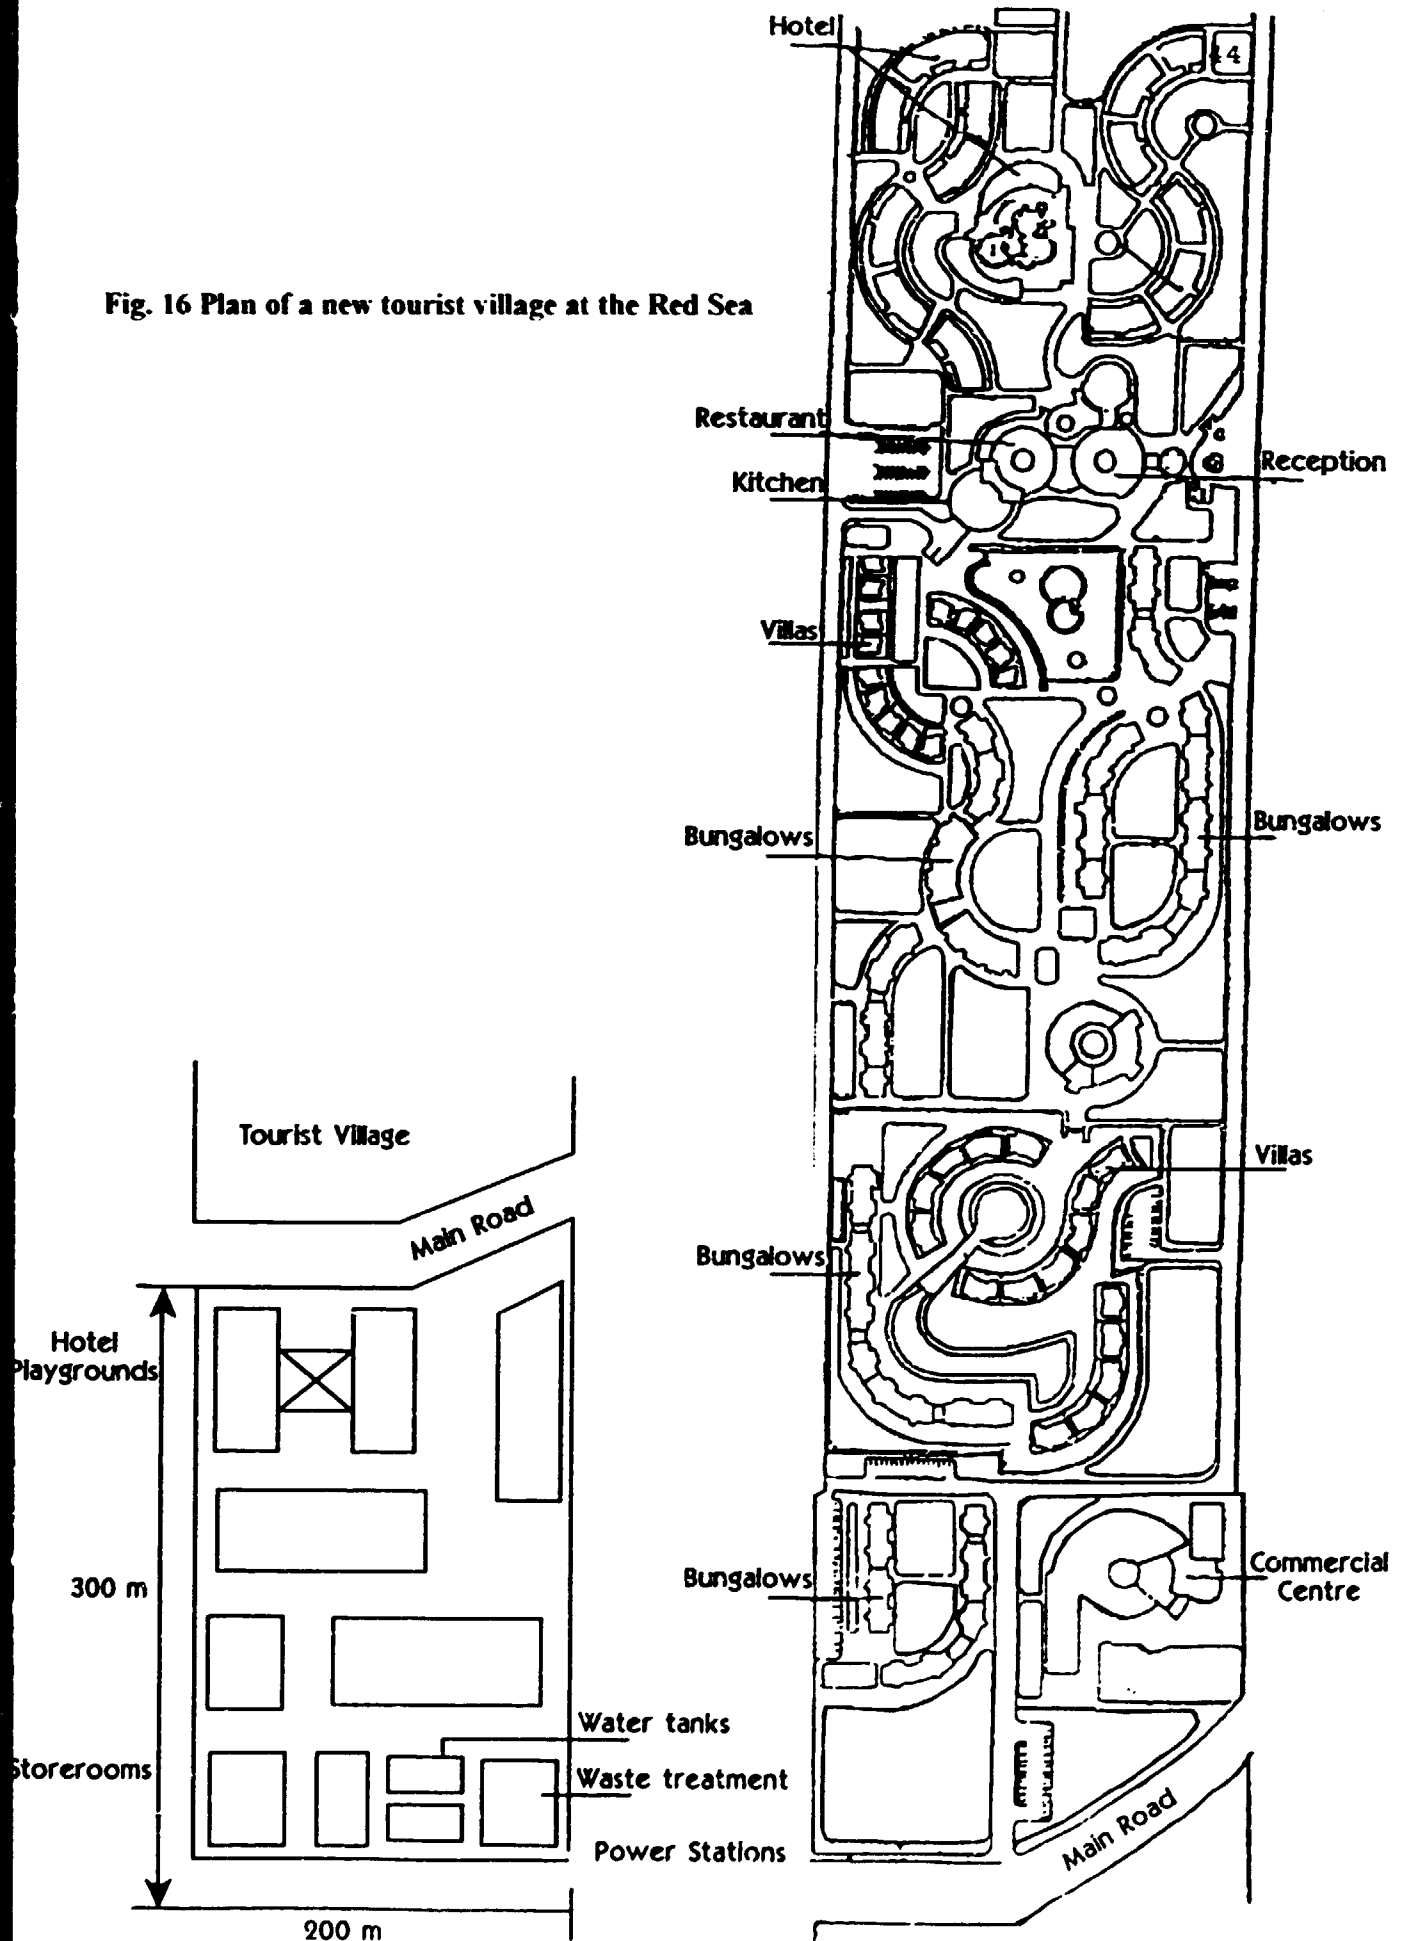 Hotel
44
Fig. 16 Plan of a new tourist village at the Red Sea
Restaurant
Reception
Kitchen
Villas
Bungalows
Bungalows
Tourist Village
Villas
Main Road
Bungalows
Hotel
Playgrounds
300 m
Bungalows
Commercial
Centre
Water tanks
Storerooms
Waste treatment
Main Road
Power Stations
200 m